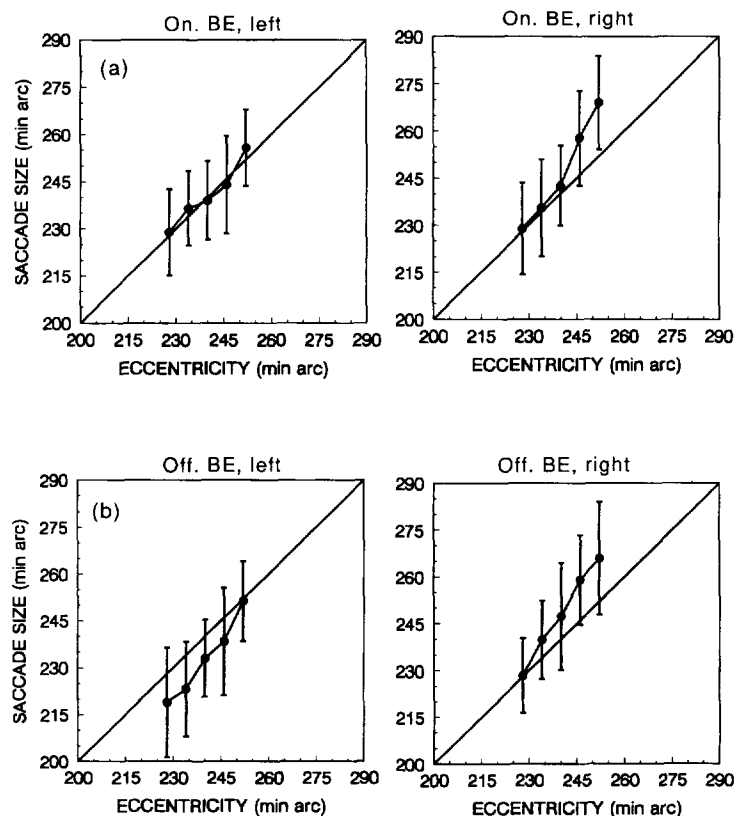 On. BE, left
On. BE, right
(a)
SACCADE SIZE (min arc)
290
275
260
245
230
215
200
200 215 230 245 260 275 290
ECCENTRICITY (min arc)
290
275
260
245
230
215
200
200 215 230 245 260 275 290
ECCENTRICITY (min arc)
Off. BE, left
Off. BE, right
(b)
SACCADE SIZE (min arc)
290
275
260
245
230
215
200
200 215 230 245 260 275 290
ECCENTRICITY (min arc)
290
275
260
245
230
215
200
200 215 230 245 260 275 290
ECCENTRICITY (min arc)